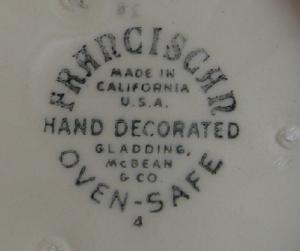 FRANCISCAN
MADE IN
CALIFORNIA
U.S.A.
HAND DECORATED
GLADDING,
McBEAN
& CO.
OVEN-SAFE
4